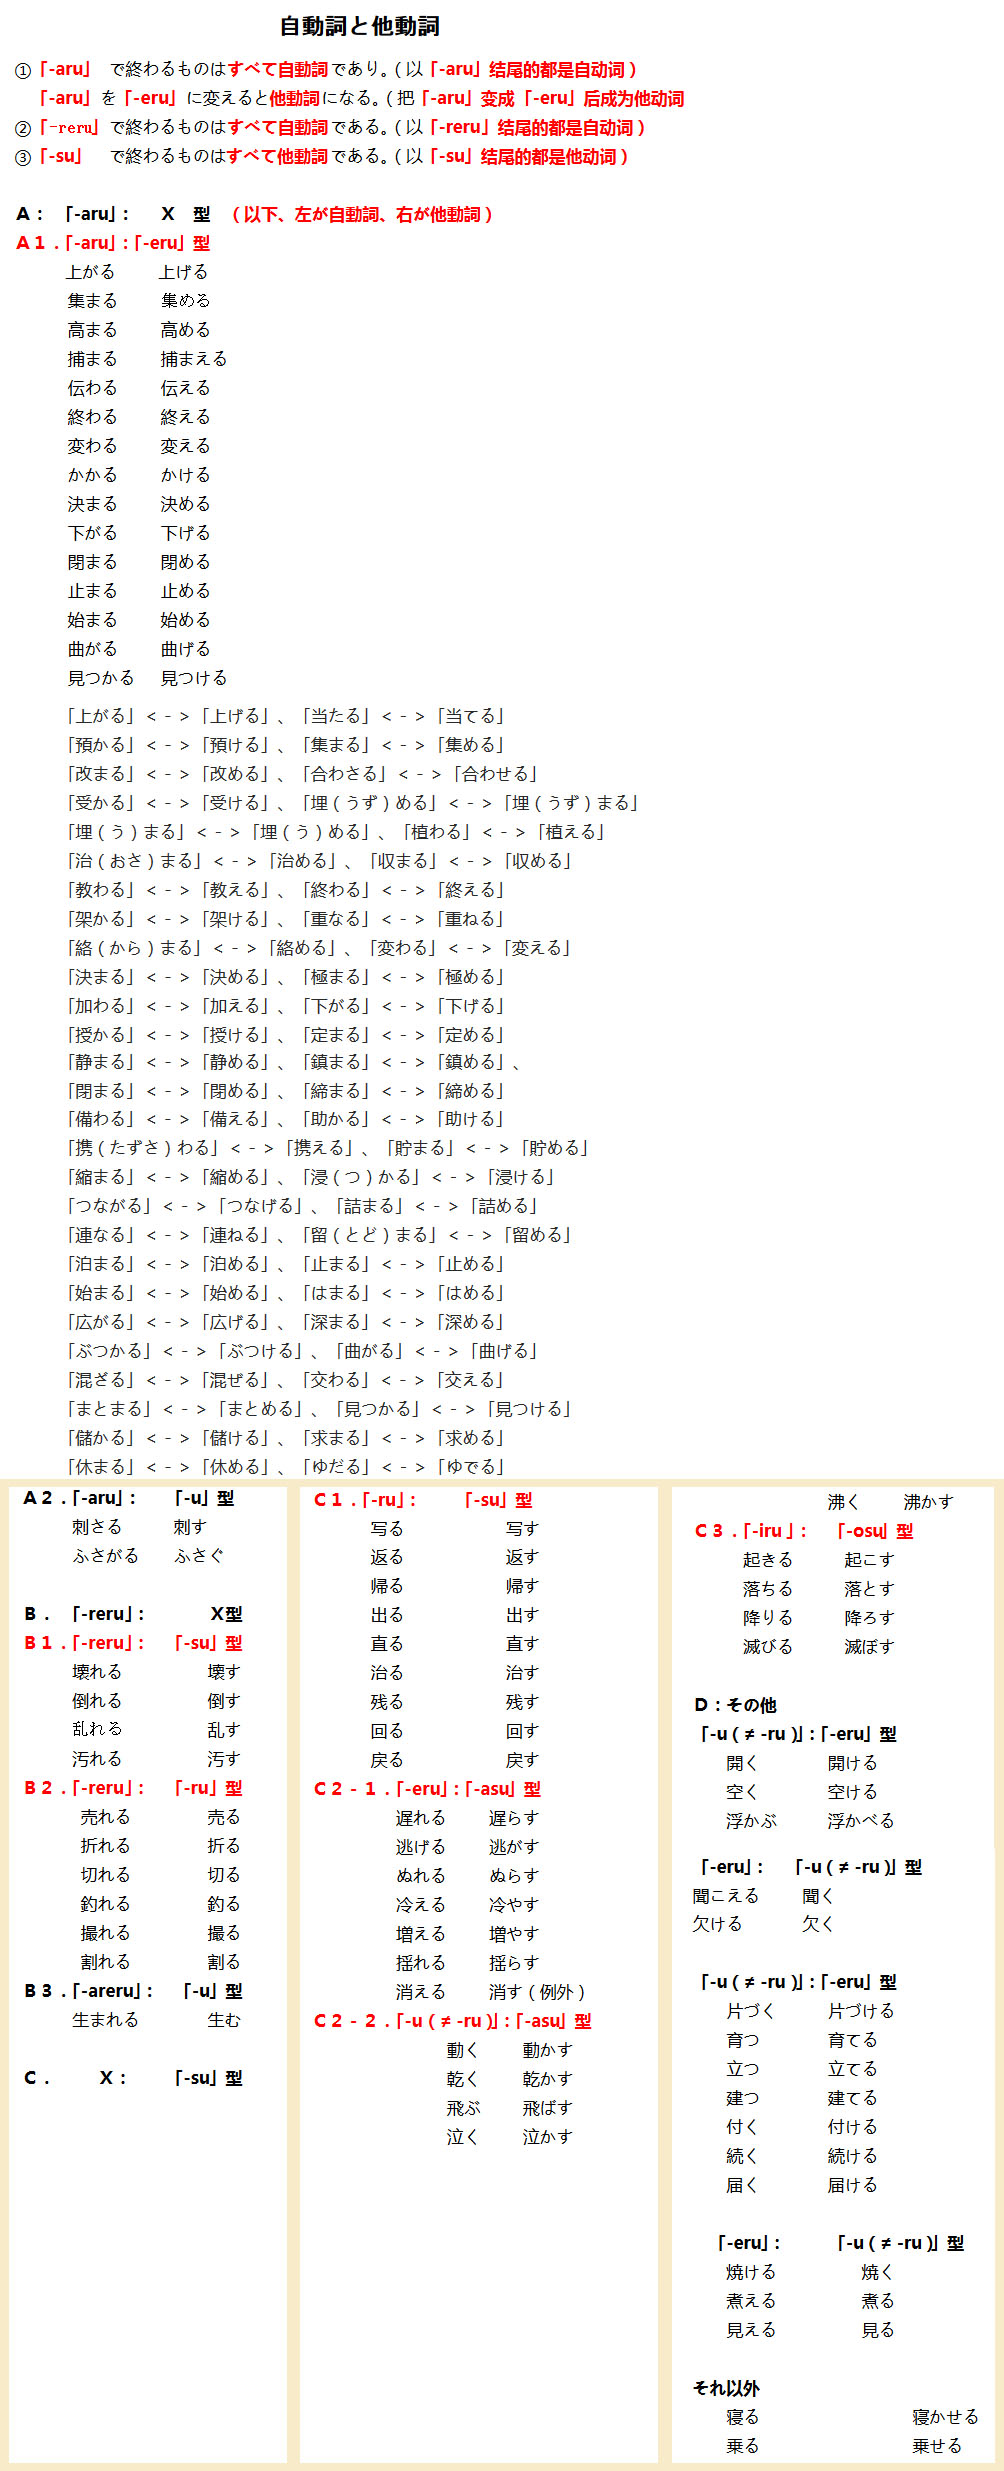 自動詞と他動詞
①「-aru」 で終わるものはすべて自動詞であり。(以「-aru」结尾的都是自动词)
「-aru」を「-eru」に変えると他動詞になる。(把「-aru」变成「-eru」后成为他动词
②「-reru」で終わるものはすべて自動詞である。(以「-reru」结尾的都是自动词)
③「-su」 で終わるものはすべて他動詞である。(以「-su」结尾的都是他动词)
A: 「-aru」: X 型 (以下、左が自動詞、右が他動詞)
A1.「-aru」:「-eru」型
上がる 上げる
集まる 集める
高まる 高める
捕まる 捕まえる
伝わる 伝える
終わる 終える
変わる 変える
かかる かける
決まる 決める
下がる 下げる
閉まる 閉める
止まる 止める
始まる 始める
曲がる 曲げる
見つかる 見つける
「上がる」<->「上げる」、「当たる」<->「当てる」
「預かる」<->「預ける」、「集まる」<->「集める」
「改まる」<->「改める」、「合わさる」<->「合わせる」
「受かる」<->「受ける」、「埋(うず)める」<->「埋(うず)まる」
「埋(う)まる」<->「埋(う)める」、「植わる」<->「植える」
「治(おさ)まる」<->「治める」、「収まる」<->「収める」
「教わる」<->「教える」、「終わる」<->「終える」
「架かる」<->「架ける」、「重なる」<->「重ねる」
「絡(から)まる」<->「絡める」、「変わる」<->「変える」
「決まる」<->「決める」、「極まる」<->「極める」
「加わる」<->「加える」、「下がる」<->「下げる」
「授かる」<->「授ける」、「定まる」<->「定める」
「静まる」<->「静める」、「鎮まる」<->「鎮める」、
「閉まる」<->「閉める」、「締まる」<->「締める」
「備わる」<->「備える」、「助かる」<->「助ける」
「携(たずさ)わる」<->「携える」、「貯まる」<->「貯める」
「縮まる」<->「縮める」、「浸(つ)かる」<->「浸ける」
「つながる」<->「つなげる」、「詰まる」<->「詰める」
「連なる」<->「連ねる」、「留(とど)まる」<->「留める」
「泊まる」<->「泊める」、「止まる」<->「止める」
「始まる」<->「始める」、「はまる」<->「はめる」
「広がる」<->「広げる」、「深まる」<->「深める」
「ぶつかる」<->「ぶつける」、「曲がる」<->「曲げる」
「混ざる」<->「混ぜる」、「交わる」<->「交える」
「まとまる」<->「まとめる」、「見つかる」<->「見つける」
「儲かる」<->「儲ける」、「求まる」<->「求める」
「休まる」<->「休める」、「ゆだる」<->「ゆでる」
A2.「-aru」: 「-u」型
刺さる 刺す
ふさがる ふさぐ
B. 「-reru」: X型
B1.「-reru」: 「-su」型
壊れる 壊す
倒れる 倒す
乱れる 乱す
汚れる 汚す
B2.「-reru」: 「-ru」型
売れる 売る
折れる 折る
切れる 切る
釣れる 釣る
撮れる 撮る
割れる 割る
B3.「-areru」: 「-u」型
生まれる 生む
C. X: 「-su」型
C1.「-ru」: 「-su」型
写る 写す
返る 返す
帰る 帰す
出る 出す
直る 直す
治る 治す
残る 残す
回る 回す
戻る 戻す
C2-1.「-eru」:「-asu」型
遅れる 遅らす
逃げる 逃がす
ぬれる ぬらす
冷える 冷やす
増える 増やす
揺れる 揺らす
消える 消す(例外)
C2-2.「-u(≠-ru)」:「-asu」型
動く 動かす
乾く 乾かす
飛ぶ 飛ばす
泣く 泣かす
沸く 沸かす
C3.「-iru」: 「-osu」型
起きる 起こす
落ちる 落とす
降りる 降ろす
滅びる 滅ぼす
D:その他
「-u(≠-ru)」:「-eru」型
開く 開ける
空く 空ける
浮かぶ 浮かべる
「-eru」: 「-u(≠-ru)」型
聞こえる 聞く
欠ける 欠く
「-u(≠-ru)」:「-eru」型
片づく 片づける
育つ 育てる
立つ 立てる
建つ 建てる
付く 付ける
続く 続ける
届く 届ける
「-eru」: 「-u(≠-ru)」型
焼ける 焼く
煮える 煮る
見える 見る
それ以外
寝る 寝かせる
乗る 乗せる